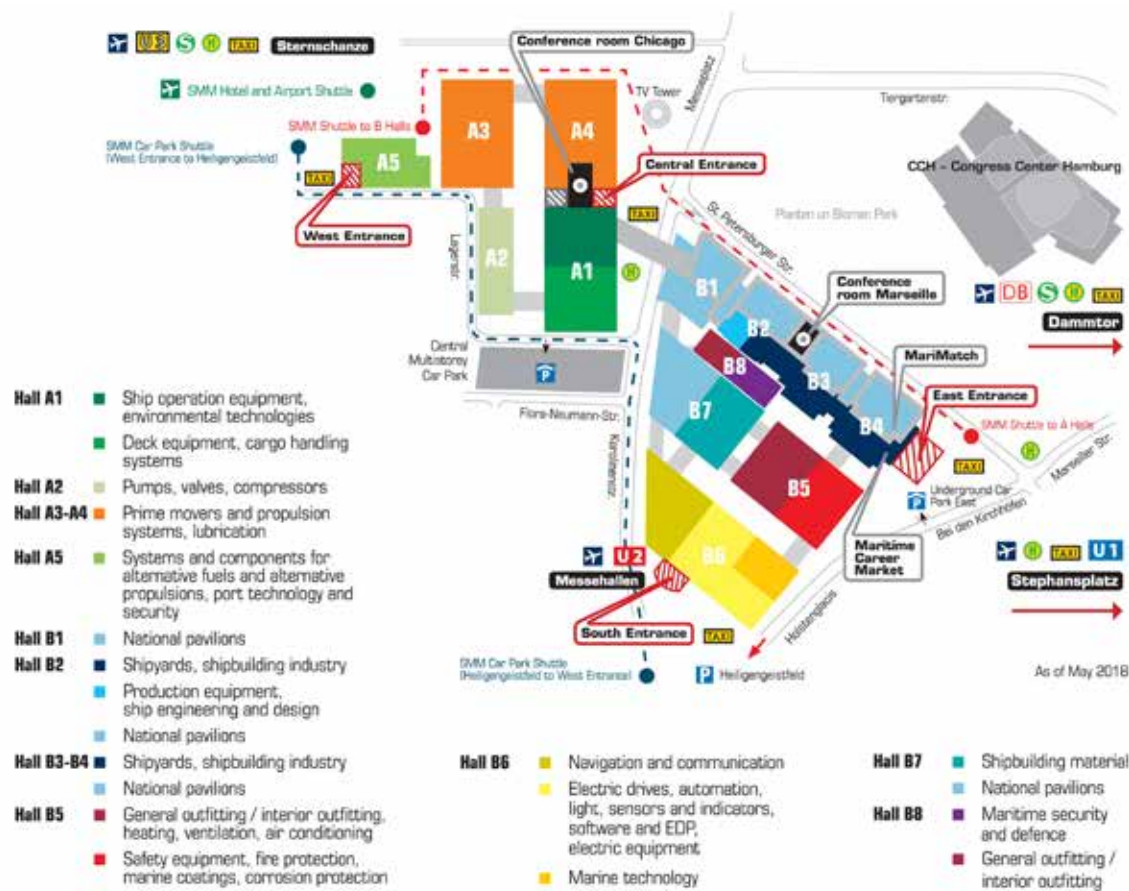 U3 S H TAXI Sternschanze
Conference room Chicago
Messeplatz
SMM Hotel and Airport Shuttle
TV Tower
Tiergartenstr.
SMM Shuttle to B Halls
A3
A4
SMM Car Park Shuttle
(West Entrance to Heiligengeistfeld)
A5
TAXI
Central Entrance
CCH – Congress Center Hamburg
West Entrance
TAXI
St. Petersburger Str.
Planten un Blomen Park
Lagerstr.
A2
A1
H
B1
Conference
room Marseille
DB S H TAXI
Dammtor
B2
MariMatch
Central
Multistorey
Car Park
P
B8
B3
East Entrance
B7
B4
SMM Shuttle to A Halls
Flora-Neumann-Str.
Karolinenstr.
H
Marseiller Str.
TAXI
B5
P
Underground Car
Park East
Bei den Kirchhöfen
U2
Messehallen
B6
Maritime
Career
Market
H TAXI U1
Stephansplatz
South Entrance
TAXI
Holstenglacis
SMM Car Park Shuttle
(Heiligengeistfeld to West Entrance)
P Heiligengeistfeld
As of May 2018
Hall A1 Ship operation equipment,
environmental technologies
Deck equipment, cargo handling
systems
Hall A2 Pumps, valves, compressors
Hall A3-A4 Prime movers and propulsion
systems, lubrication
Hall A5 Systems and components for
alternative fuels and alternative
propulsions, port technology and
security
Hall B1 National pavilions
Hall B2 Shipyards, shipbuilding industry
Production equipment,
ship engineering and design
National pavilions
Hall B3-B4 Shipyards, shipbuilding industry
National pavilions
Hall B5 General outfitting / interior outfitting,
heating, ventilation, air conditioning
Safety equipment, fire protection,
marine coatings, corrosion protection
Hall B6 Navigation and communication
Electric drives, automation,
light, sensors and indicators,
software and EDP,
electric equipment
Marine technology
Hall B7 Shipbuilding material
National pavilions
Hall B8 Maritime security
and defence
General outfitting /
interior outfitting